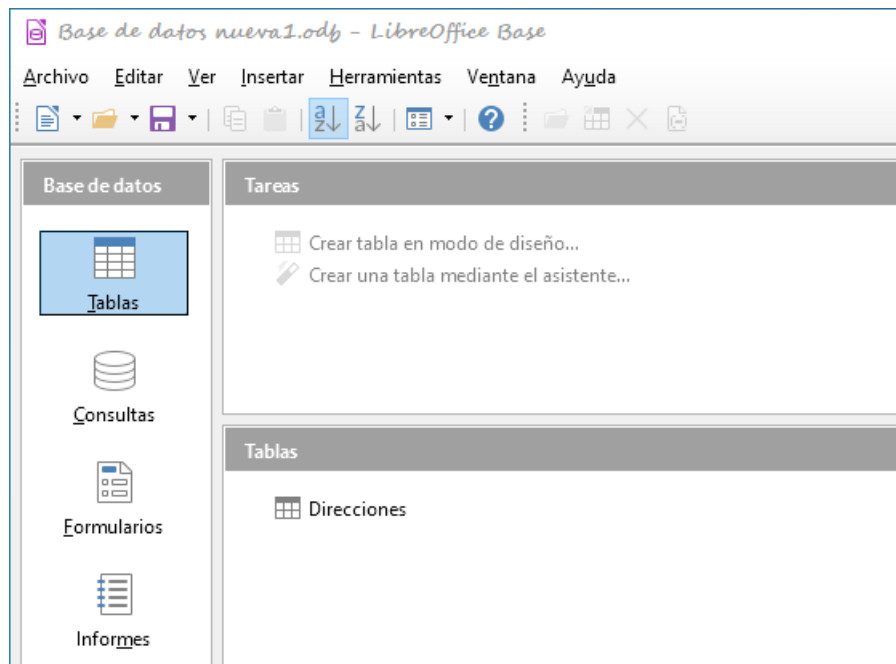 Base de datos nueva1.odb - LibreOffice Base
Archivo Editar Ver Insertar Herramientas Ventana Ayuda
Base de datos
Tablas
Consultas
Formularios
Informes
Tareas
Crear tabla en modo de diseño...
Crear una tabla mediante el asistente...
Tablas
Direcciones